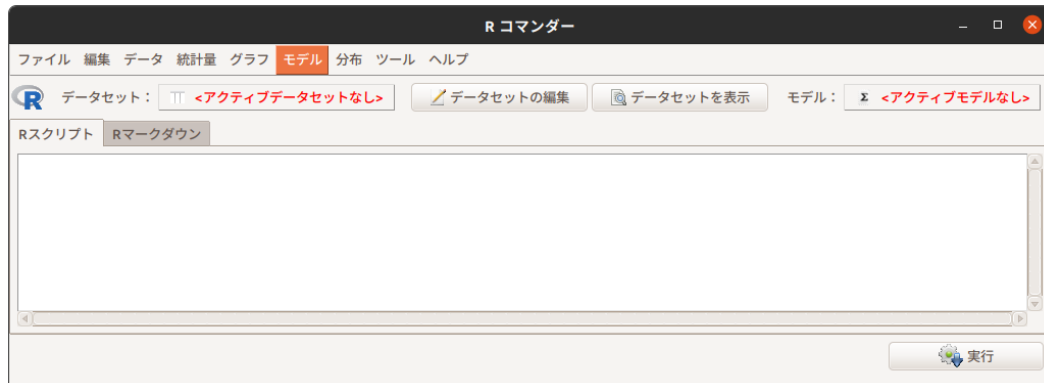 R コマンダー
ファイル 編集 データ 統計量 グラフ モデル 分布 ツール ヘルプ
R データセット： <アクティブデータセットなし> データセットの編集 データセットを表示 モデル： Σ <アクティブモデルなし>
Rスクリプト Rマークダウン
実行